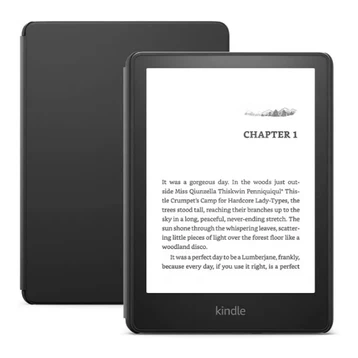 CHAPTER 1
It was a gorgeous day. In the woods just out-
side Miss Qiunzella Thiskwin Penniquiqul* This-
tle Crumpet's Camp for Hardcore Lady-Types, the
trees stood tall, reaching their branches up to the
sky in a long, peaceful, never-ending stretch. The
sun shone through the whispering leaves, scatter-
ing little pieces of light over the forest floor like a
woodland disco.
It was a perfect day to be a Lumberjane, frankly,
because every day, if you use it right, is a perfect
kindle